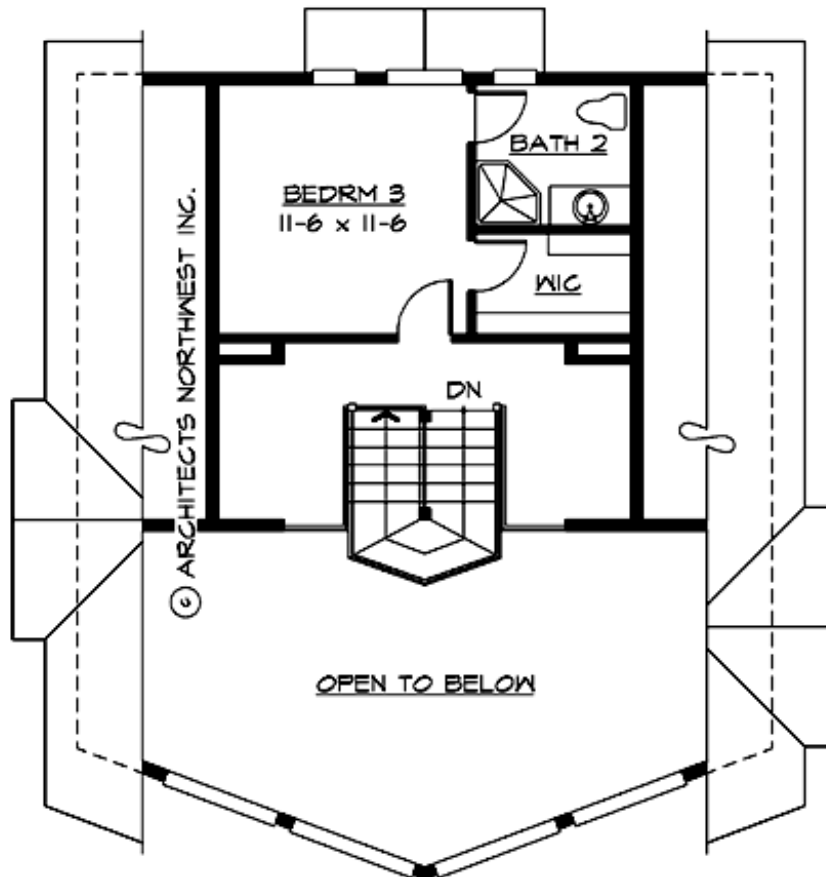 BATH 2
BEDRM 3
11-6 x 11-6
WIC
DN
© ARCHITECTS NORTHWEST INC.
OPEN TO BELOW